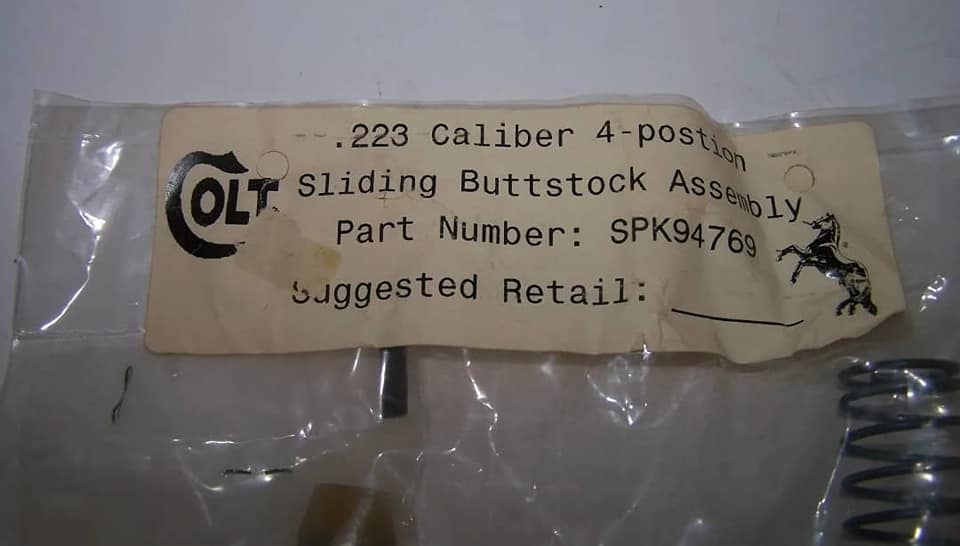 .223 Caliber 4-postion
COLT Sliding Buttstock Assembly
Part Number: SPK94769
Suggested Retail: